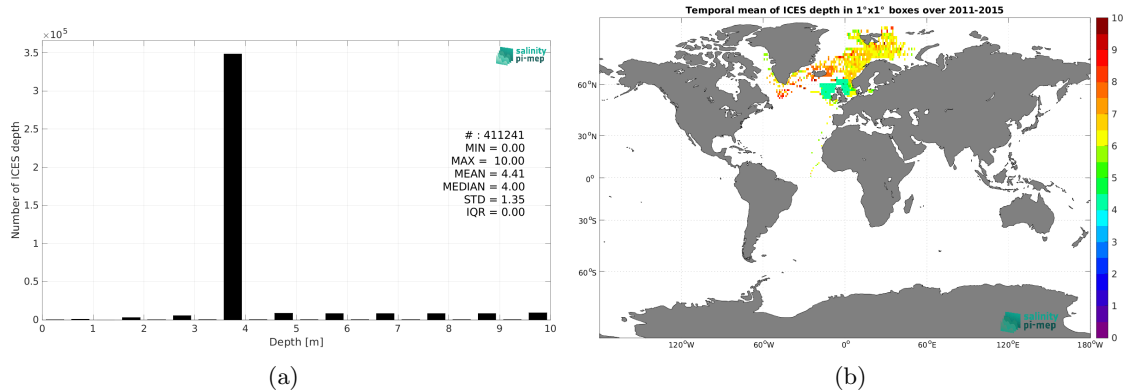 3.5
× 10⁵
3
2.5
2
1.5
1
0.5
0
Number of ICES depth
salinity
pi-mep
# : 411241
MIN = 0.00
MAX = 10.00
MEAN = 4.41
MEDIAN = 4.00
STD = 1.35
IQR = 0.00
0 1 2 3 4 5 6 7 8 9 10
Depth [m]
(a)
Temporal mean of ICES depth in 1°x1° boxes over 2011-2015
60°N
30°N
0°
30°S
60°S
120°W 60°W 0° 60°E 120°E 180°W
salinity
pi-mep
10
9
8
7
6
5
4
3
2
1
0
(b)